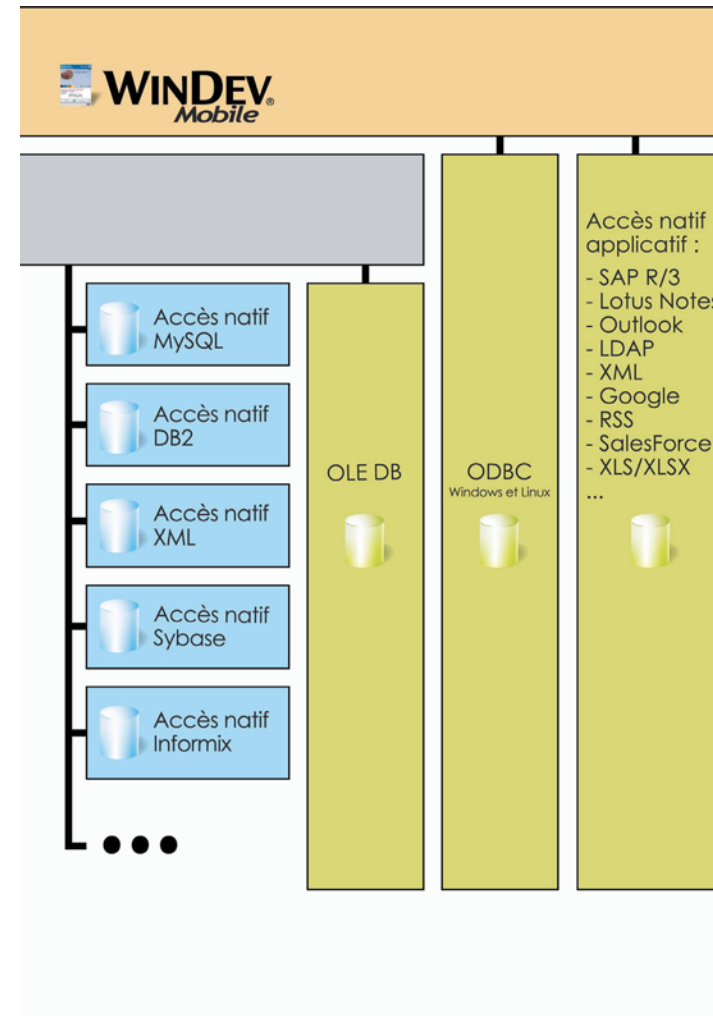 WINDEV®
Mobile
Accès natif
MySQL
Accès natif
DB2
Accès natif
XML
Accès natif
Sybase
Accès natif
Informix
OLE DB
ODBC
Windows et Linux
Accès natif
applicatif :
- SAP R/3
- Lotus Notes
- Outlook
- LDAP
- XML
- Google
- RSS
- SalesForce
- XLS/XLSX
...